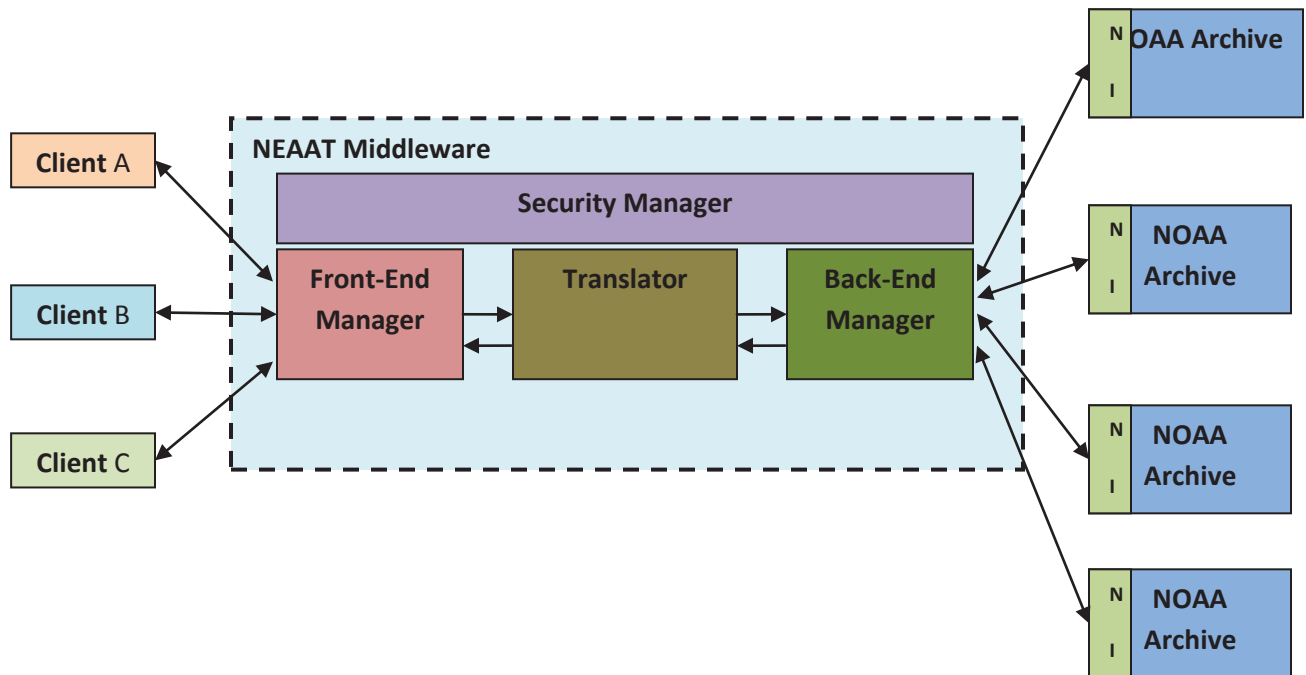 Client A
Client B
Client C
NEAAT Middleware
Security Manager
Front-End
Manager
Translator
Back-End
Manager
N
I
OAA Archive
N
I
NOAA
Archive
N
I
NOAA
Archive
N
I
NOAA
Archive